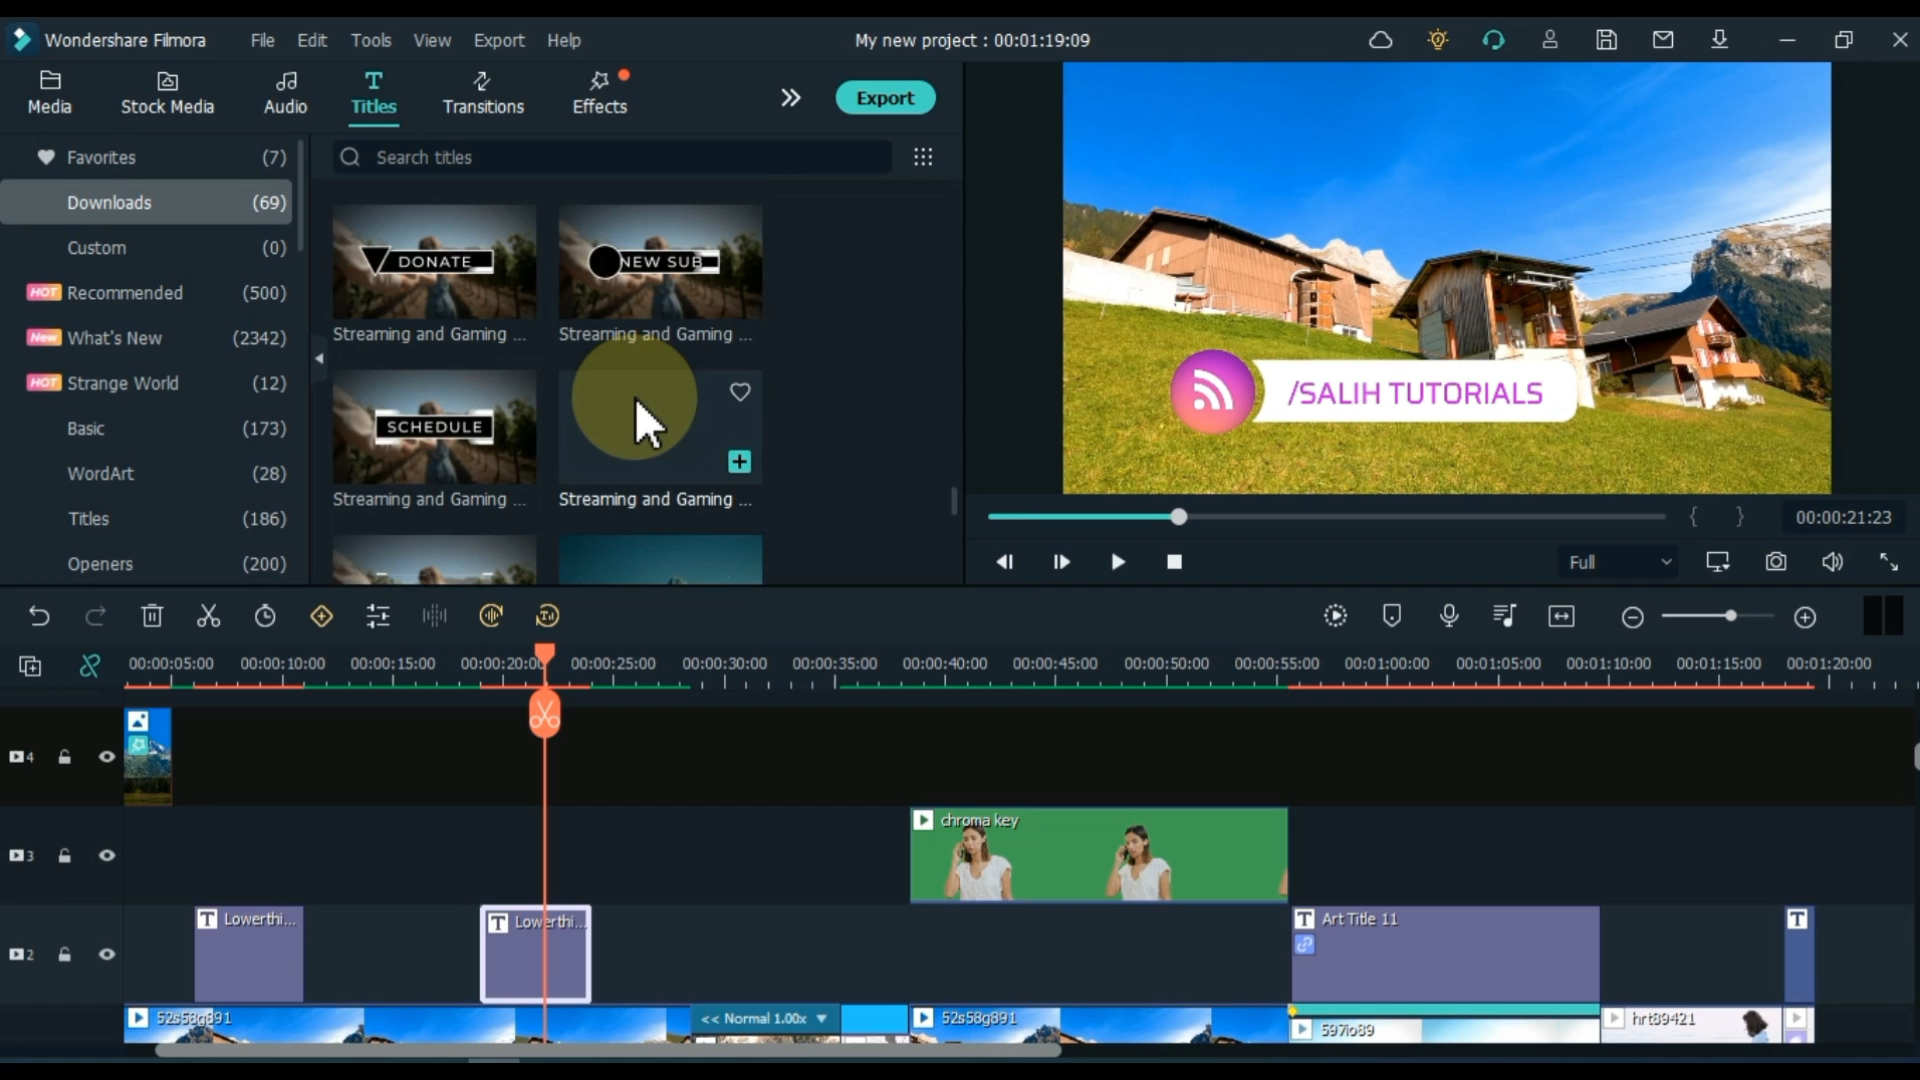 Wondershare Filmora File Edit Tools View Export Help My new project : 00:01:19:09
Media Stock Media Audio Titles Transitions Effects Export
Favorites (7)
Search titles
Downloads (69)
Custom (0)
HOT Recommended (500)
New What's New (2342)
HOT Strange World (12)
Basic (173)
WordArt (28)
Titles (186)
Openers (200)
DONATE
NEW SUB
Streaming and Gaming ...
Streaming and Gaming ...
SCHEDULE
Streaming and Gaming ...
Streaming and Gaming ...
/SALIH TUTORIALS
00:00:21:23
Full
00:00:05:00 00:00:10:00 00:00:15:00 00:00:20:00 00:00:25:00 00:00:30:00 00:00:35:00 00:00:40:00 00:00:45:00 00:00:50:00 00:00:55:00 00:01:00:00 00:01:05:00 00:01:10:00 00:01:15:00 00:01:20:00
4
3
chroma key
2
T Lowerthi...
T Lowerthi...
T Art Title 11
T
52s58g891
<< Normal 1.00x
52s58g891
597io89
hrt89421